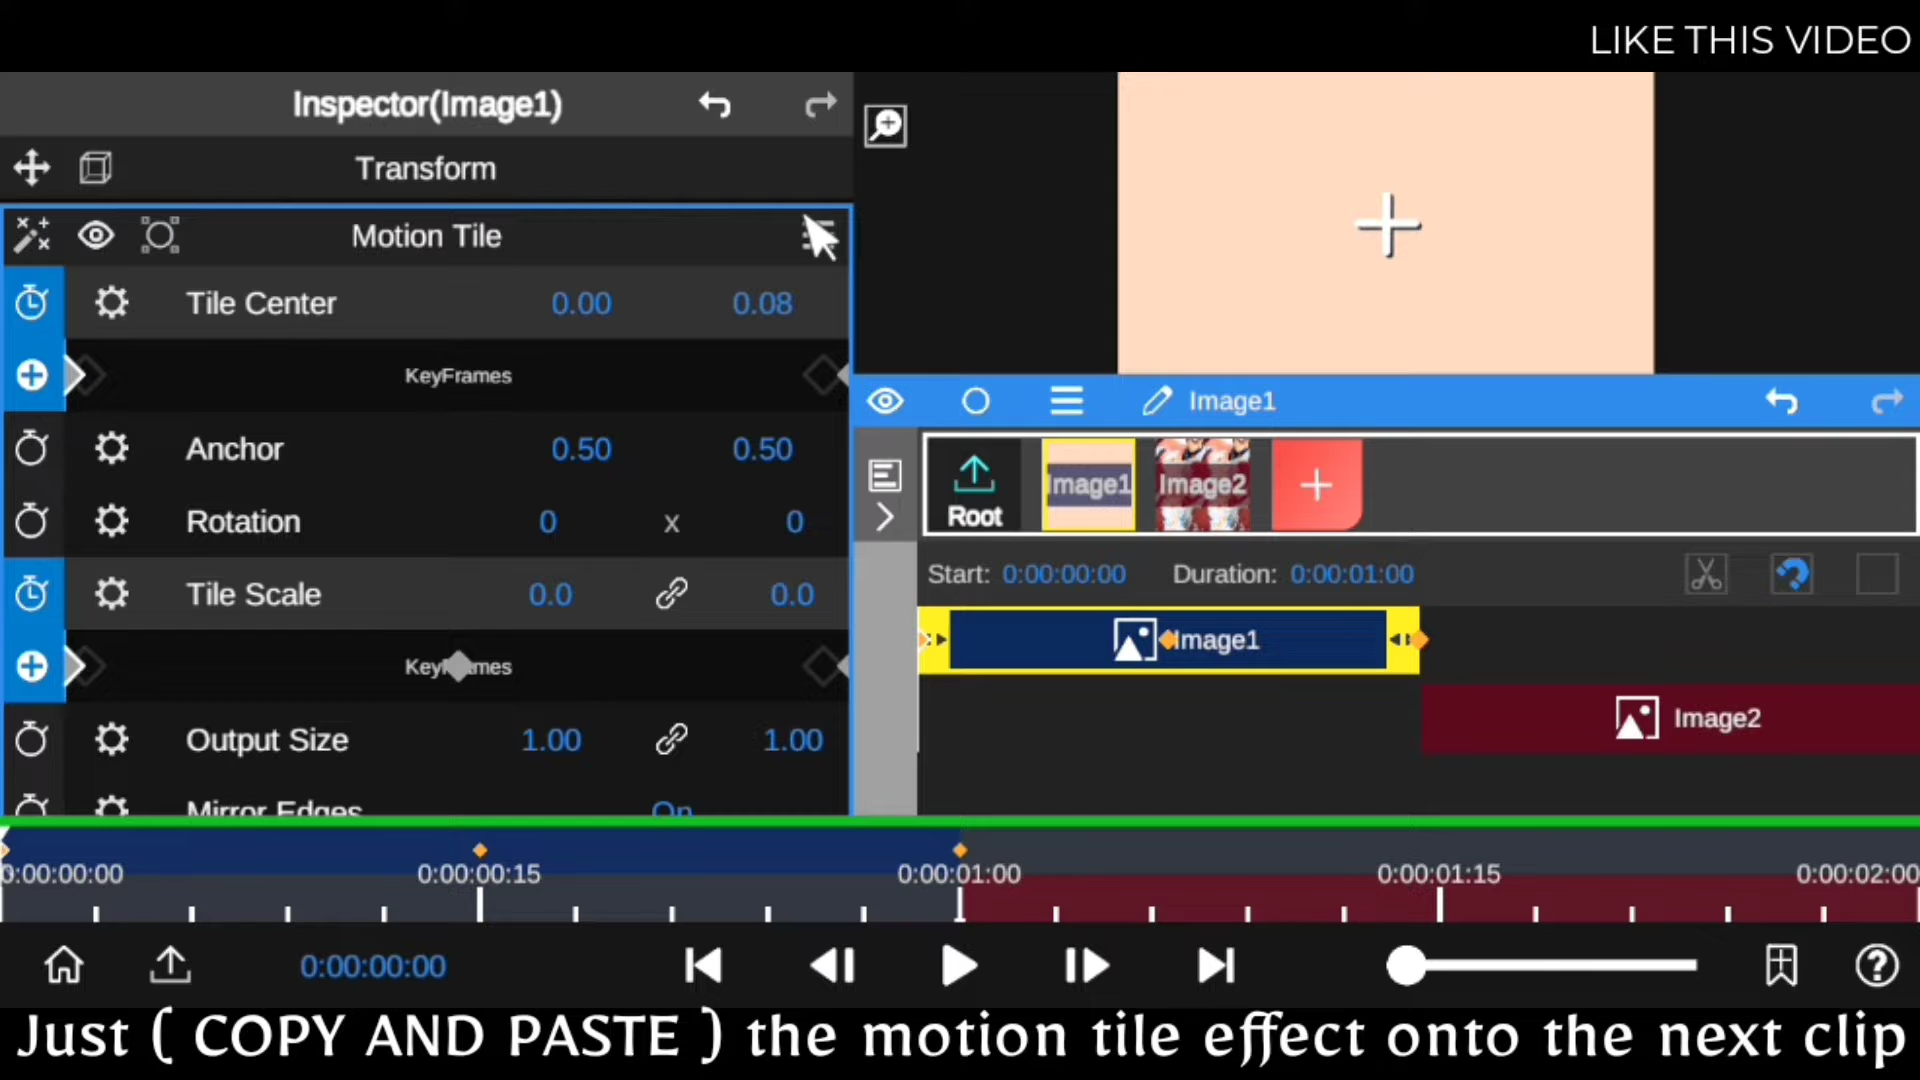 LIKE THIS VIDEO
Inspector(Image1)
Transform
Motion Tile
Tile Center 0.00 0.08
KeyFrames
Anchor 0.50 0.50
Rotation 0 x 0
Tile Scale 0.0 0.0
KeyFrames
Output Size 1.00 1.00
Mirror Edges On
Image1
Root Image1 Image2
Start: 0:00:00:00 Duration: 0:00:01:00
Image1
Image2
0:00:00:00 0:00:00:15 0:00:01:00 0:00:01:15 0:00:02:00
0:00:00:00
Just ( COPY AND PASTE ) the motion tile effect onto the next clip